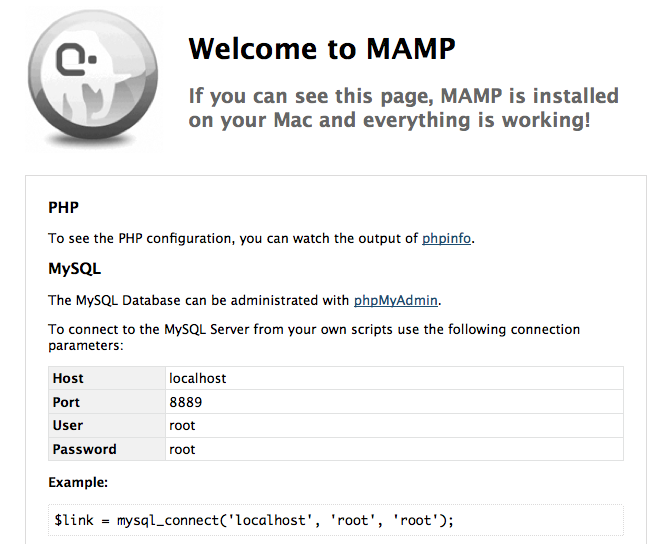 Welcome to MAMP
If you can see this page, MAMP is installed
on your Mac and everything is working!
PHP
To see the PHP configuration, you can watch the output of phpinfo.
MySQL
The MySQL Database can be administrated with phpMyAdmin.
To connect to the MySQL Server from your own scripts use the following connection
parameters:
Host localhost
Port 8889
User root
Password root
Example:
$link = mysql_connect('localhost', 'root', 'root');